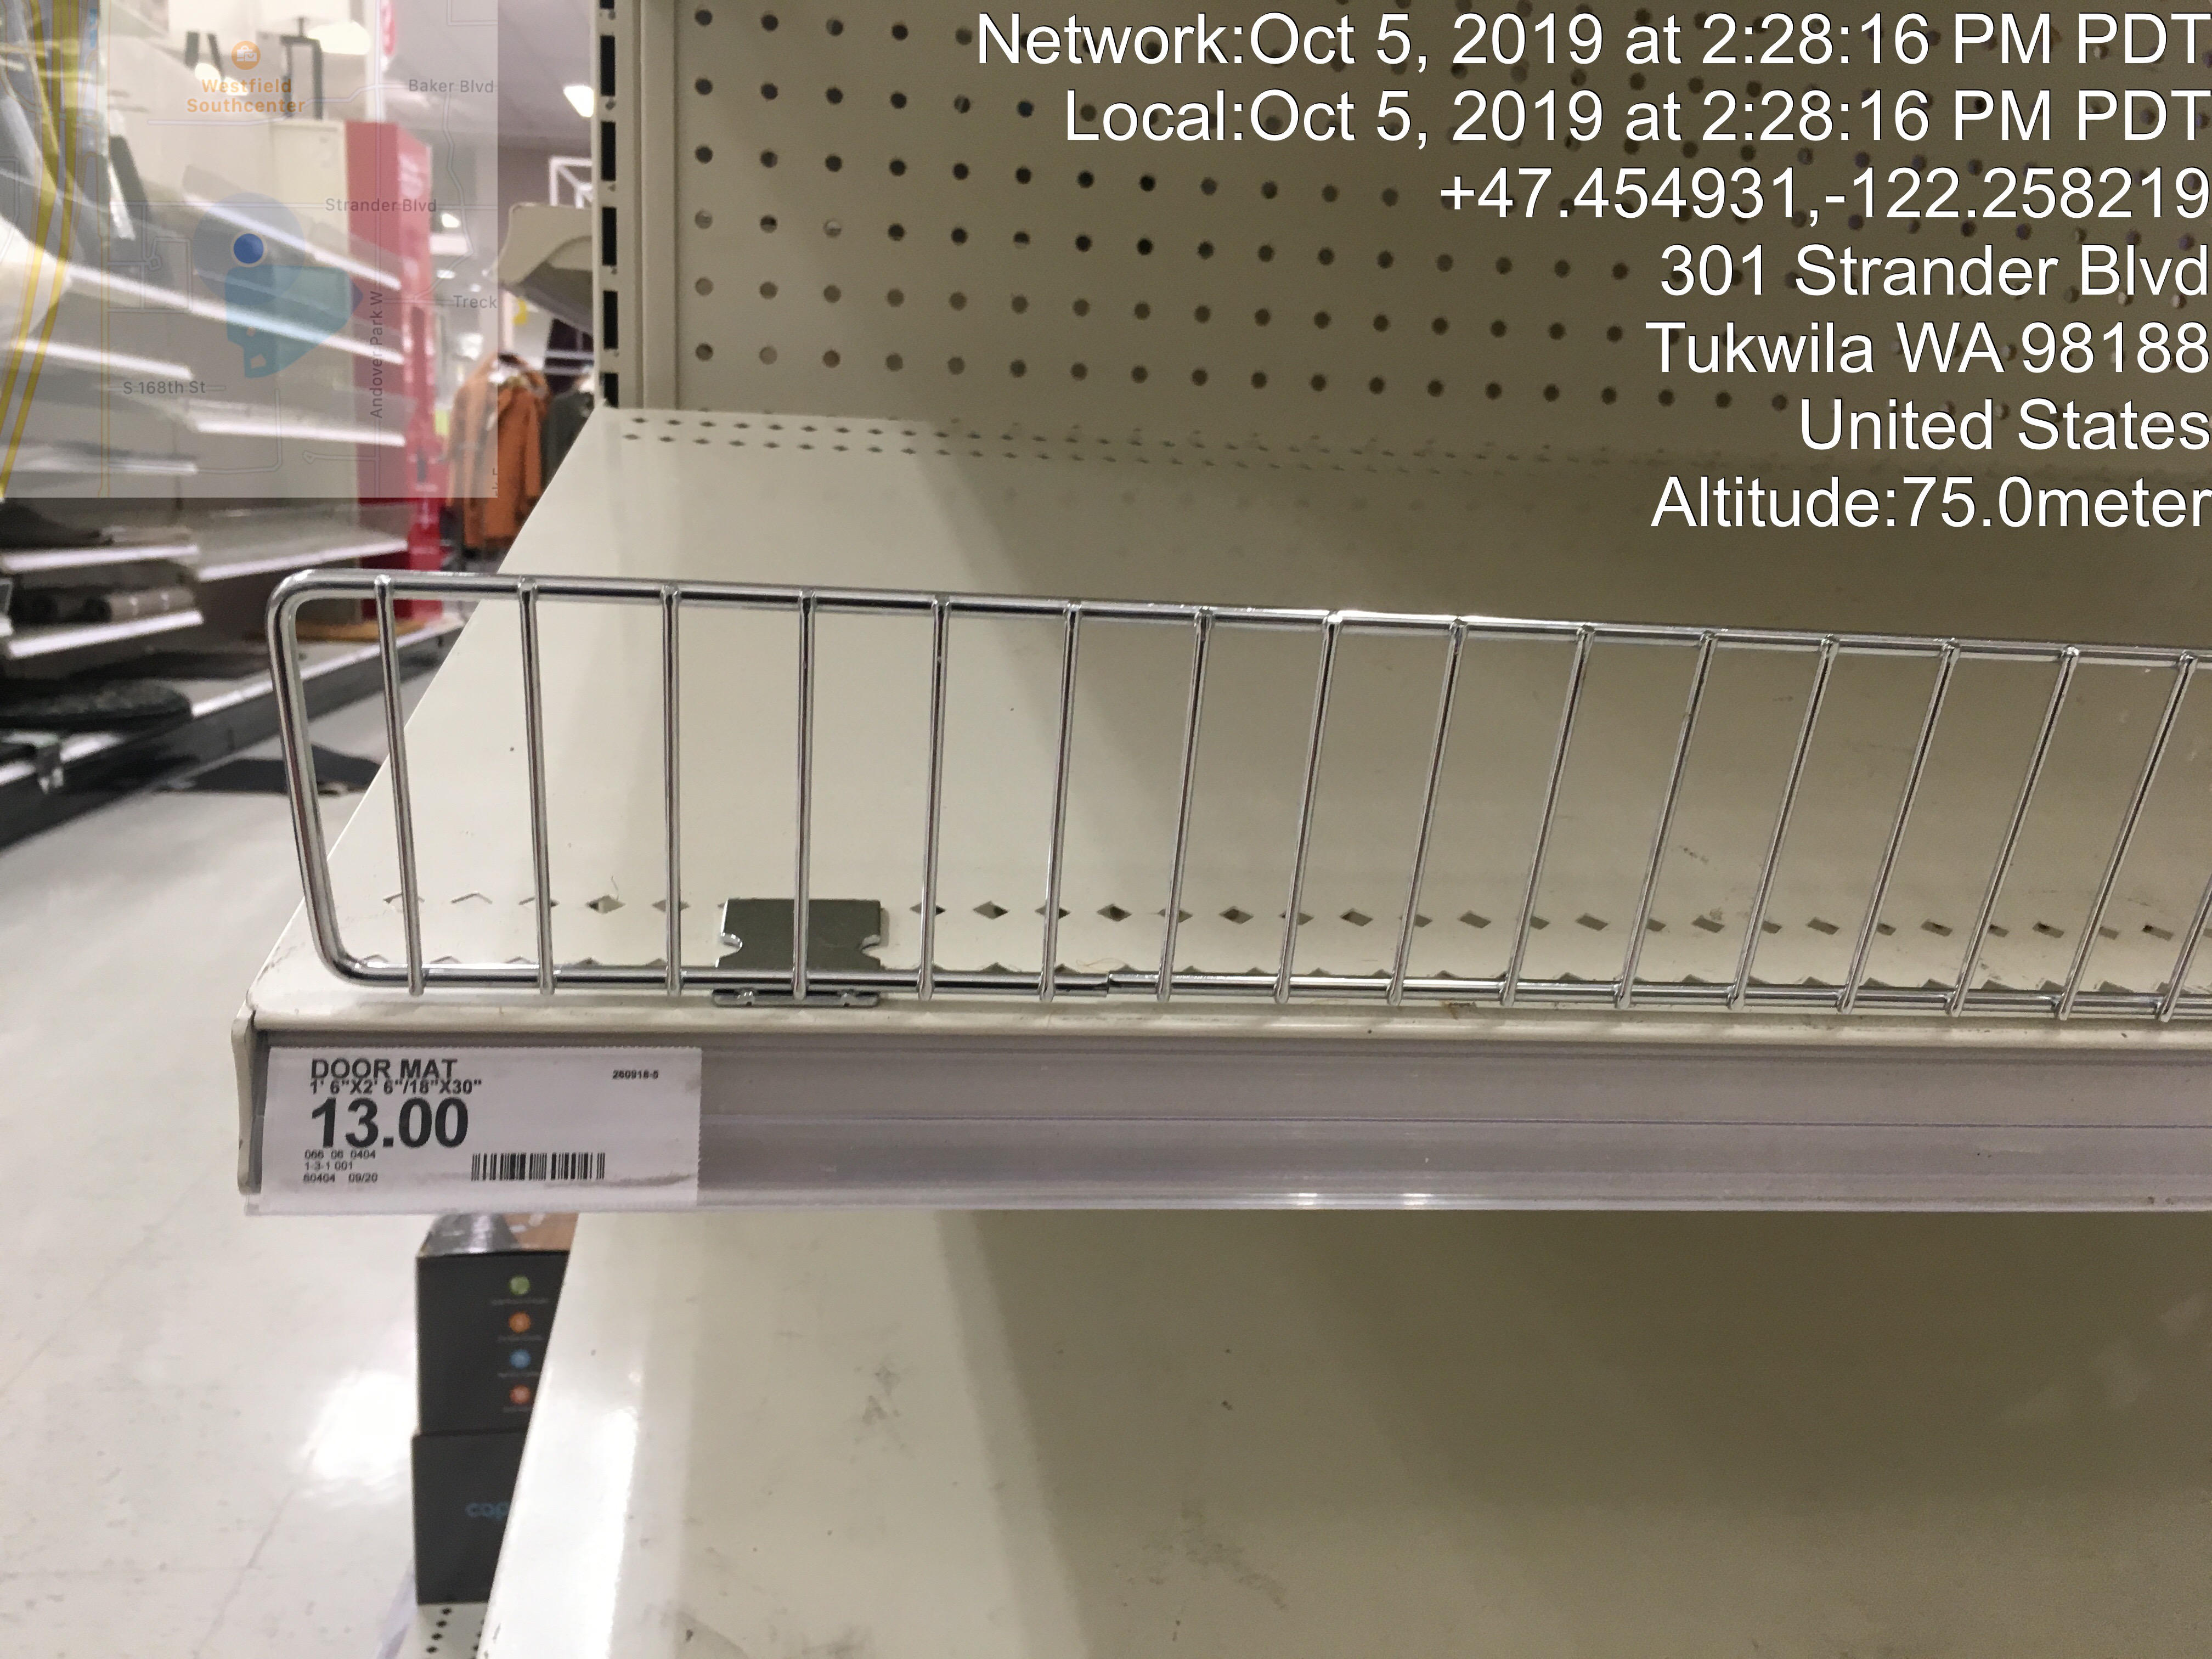 Network:Oct 5, 2019 at 2:28:16 PM PDT
Local:Oct 5, 2019 at 2:28:16 PM PDT
+47.454931,-122.258219
301 Strander Blvd
Tukwila WA 98188
United States
Altitude:75.0meter
Westfield
Southcenter
Baker Blvd
Strander Blvd
Treck
Andover Park W
S 168th St
DOOR MAT
1' 6"X2' 6"/18"X30"
260918-5
13.00
066 06 0404
1-3-1 001
60404 09/20